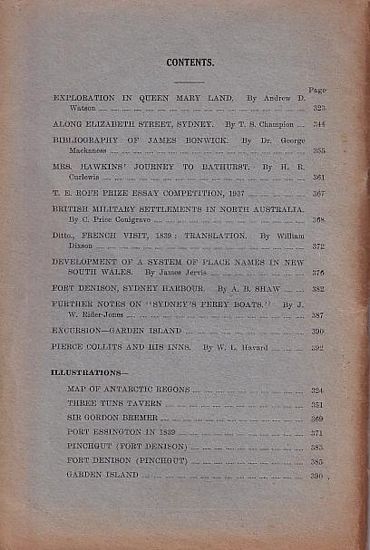 CONTENTS.
Page
EXPLORATION IN QUEEN MARY LAND. By Andrew D.
Watson ... 323
ALONG ELIZABETH STREET, SYDNEY. By T. S. Champion ... 344
BIBLIOGRAPHY OF JAMES BONWICK. By Dr. George
Mackaness ... 355
MRS. HAWKINS' JOURNEY TO BATHURST. By H. R.
Curlewis ... 361
T. E. ROFE PRIZE ESSAY COMPETITION, 1937 ... 367
BRITISH MILITARY SETTLEMENTS IN NORTH AUSTRALIA.
By C. Price Conigrave ... 368
Ditto., FRENCH VISIT, 1839: TRANSLATION. By William
Dixson ... 372
DEVELOPMENT OF A SYSTEM OF PLACE NAMES IN NEW
SOUTH WALES. By James Jervis ... 376
FORT DENISON, SYDNEY HARBOUR. By A. B. SHAW ... 382
FURTHER NOTES ON "SYDNEY'S FERRY BOATS." By J.
W. Rider-Jones ... 387
EXCURSION—GARDEN ISLAND ... 390
PIERCE COLLITS AND HIS INNS. By W. L. Havard ... 392
ILLUSTRATIONS—
MAP OF ANTARCTIC REGONS ... 324
THREE TUNS TAVERN ... 351
SIR GORDON BREMER ... 369
PORT ESSINGTON IN 1839 ... 371
PINCHGUT (FORT DENISON) ... 383
FORT DENISON (PINCHGUT) ... 385
GARDEN ISLAND ... 390